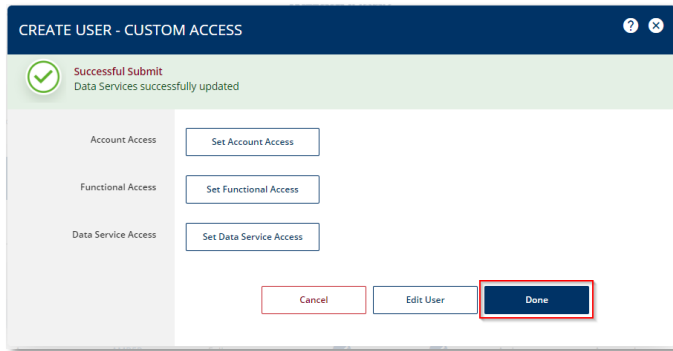 CREATE USER - CUSTOM ACCESS
?
Successful Submit
Data Services successfully updated
Account Access
Set Account Access
Functional Access
Set Functional Access
Data Service Access
Set Data Service Access
Cancel
Edit User
Done